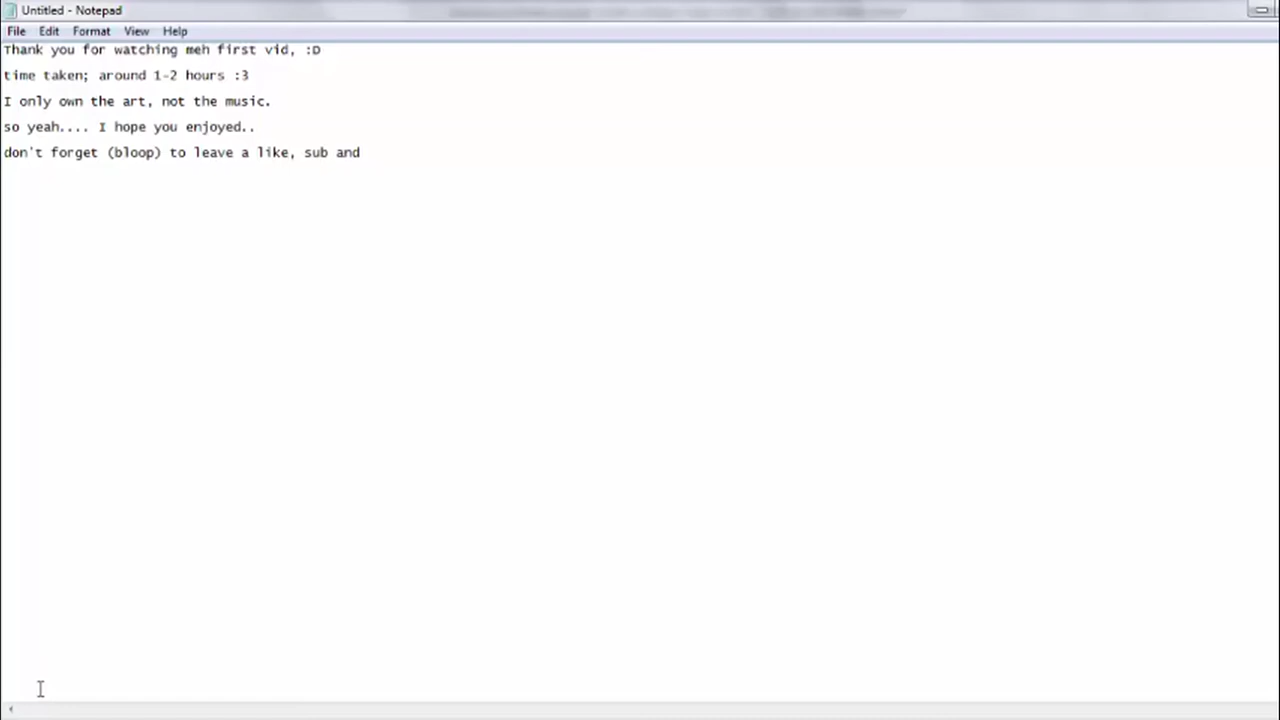 Untitled - Notepad
File Edit Format View Help
Thank you for watching meh first vid, :D
time taken; around 1-2 hours :3
I only own the art, not the music.
so yeah.... I hope you enjoyed..
don't forget (bloop) to leave a like, sub and